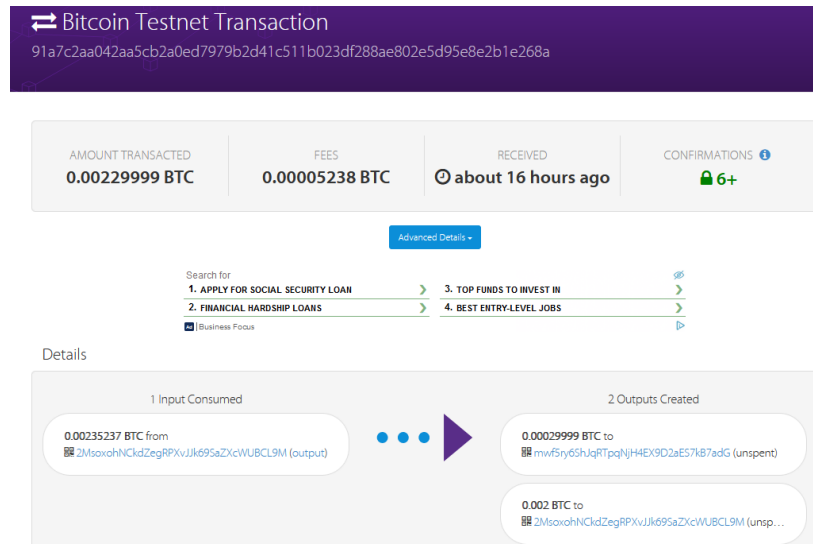 Bitcoin Testnet Transaction
91a7c2aa042aa5cb2a0ed7979b2d41c511b023df288ae802e5d95e8e2b1e268a
AMOUNT TRANSACTED
0.00229999 BTC
FEES
0.00005238 BTC
RECEIVED
about 16 hours ago
CONFIRMATIONS
6+
Advanced Details
Search for
1. APPLY FOR SOCIAL SECURITY LOAN
2. FINANCIAL HARDSHIP LOANS
3. TOP FUNDS TO INVEST IN
4. BEST ENTRY-LEVEL JOBS
Ad | Business Focus
Details
1 Input Consumed
0.00235237 BTC from
2MsoxohNCkdZegRPXvJJk69SaZXcWUBCL9M (output)
2 Outputs Created
0.00029999 BTC to
mwf5ry6ShJqRTpqNjH4EX9D2aES7kB7adG (unspent)
0.002 BTC to
2MsoxohNCkdZegRPXvJJk69SaZXcWUBCL9M (unsp...